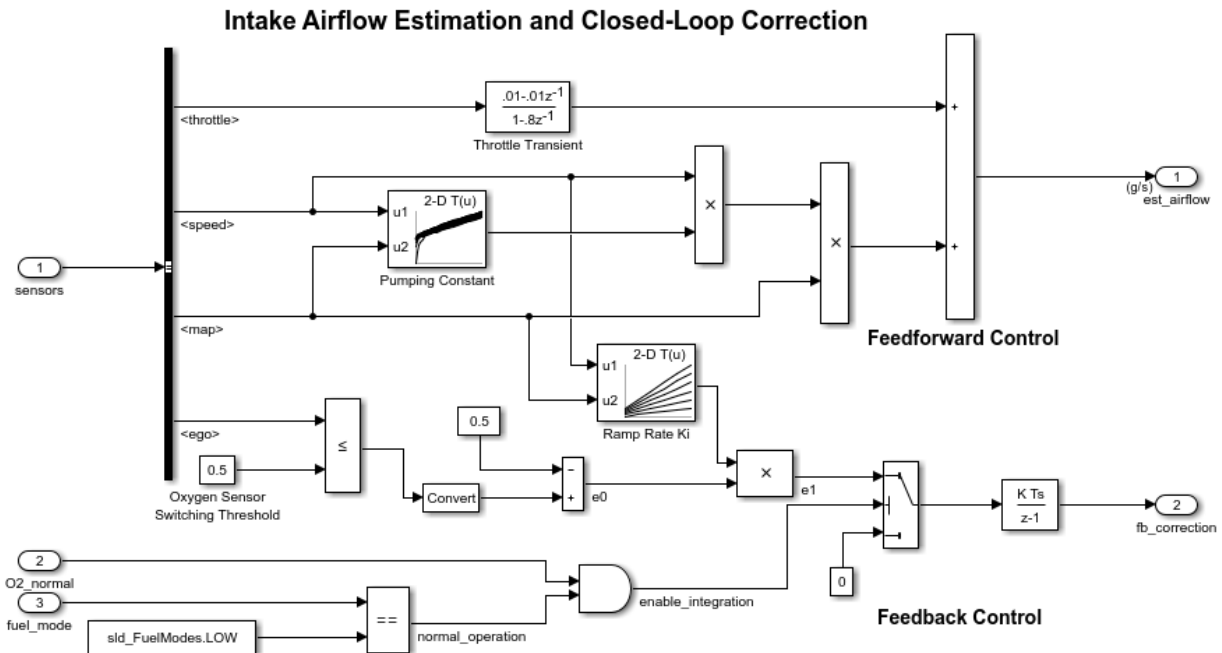 Intake Airflow Estimation and Closed-Loop Correction
<throttle>
.01-.01z-1
1-.8z-1
Throttle Transient
+
<speed>
2-D T(u)
u1
u2
Pumping Constant
×
×
+
(g/s)
1
est_airflow
1
sensors
<map>
Feedforward Control
2-D T(u)
u1
u2
Ramp Rate Ki
<ego>
0.5
Oxygen Sensor
Switching Threshold
≤
Convert
0.5
−
+
e0
×
e1
0
K Ts
z-1
2
fb_correction
2
O2_normal
3
fuel_mode
sld_FuelModes.LOW
==
normal_operation
enable_integration
Feedback Control